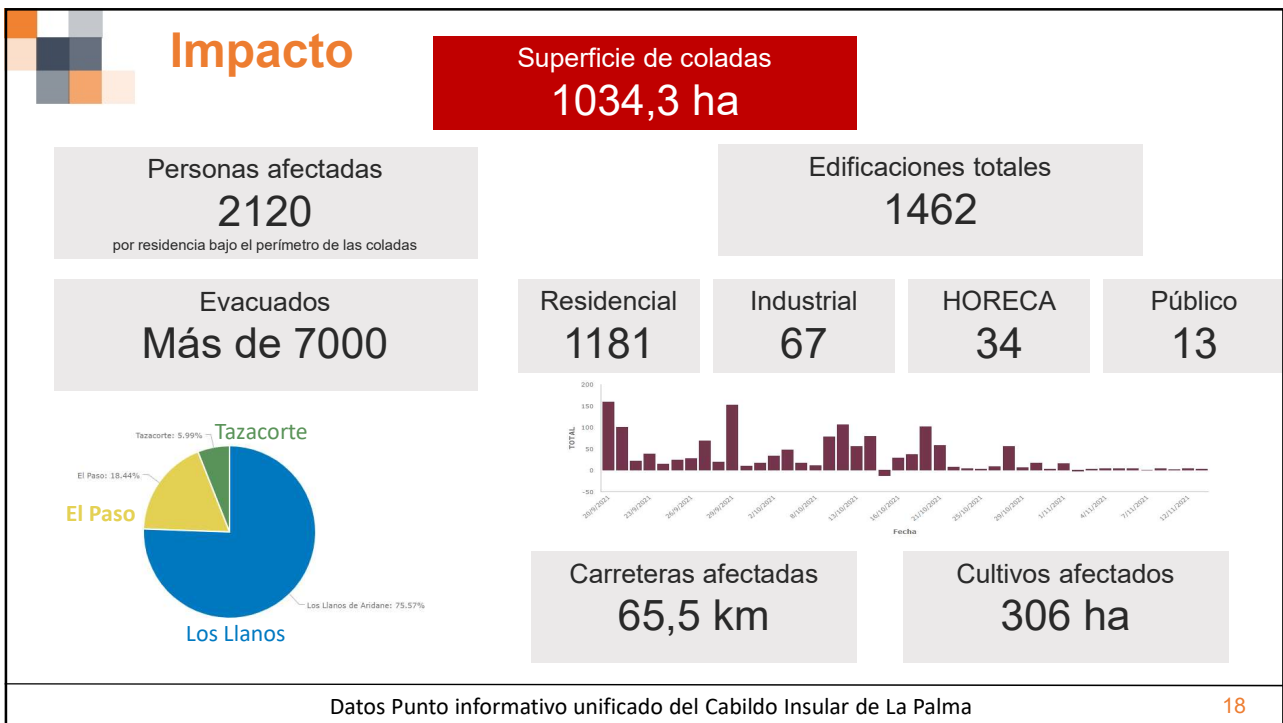 Impacto
Superficie de coladas
1034,3 ha
Personas afectadas
2120
por residencia bajo el perímetro de las coladas
Edificaciones totales
1462
Evacuados
Más de 7000
Residencial
1181
Industrial
67
HORECA
34
Público
13
Tazacorte: 5.99%
Tazacorte
El Paso: 18.44%
El Paso
Los Llanos de Aridane: 75.57%
Los Llanos
TOTAL
200
150
100
50
0
-50
20/9/2021
23/9/2021
26/9/2021
29/9/2021
2/10/2021
8/10/2021
13/10/2021
16/10/2021
21/10/2021
25/10/2021
29/10/2021
1/11/2021
4/11/2021
7/11/2021
12/11/2021
Fecha
Carreteras afectadas
65,5 km
Cultivos afectados
306 ha
Datos Punto informativo unificado del Cabildo Insular de La Palma
18